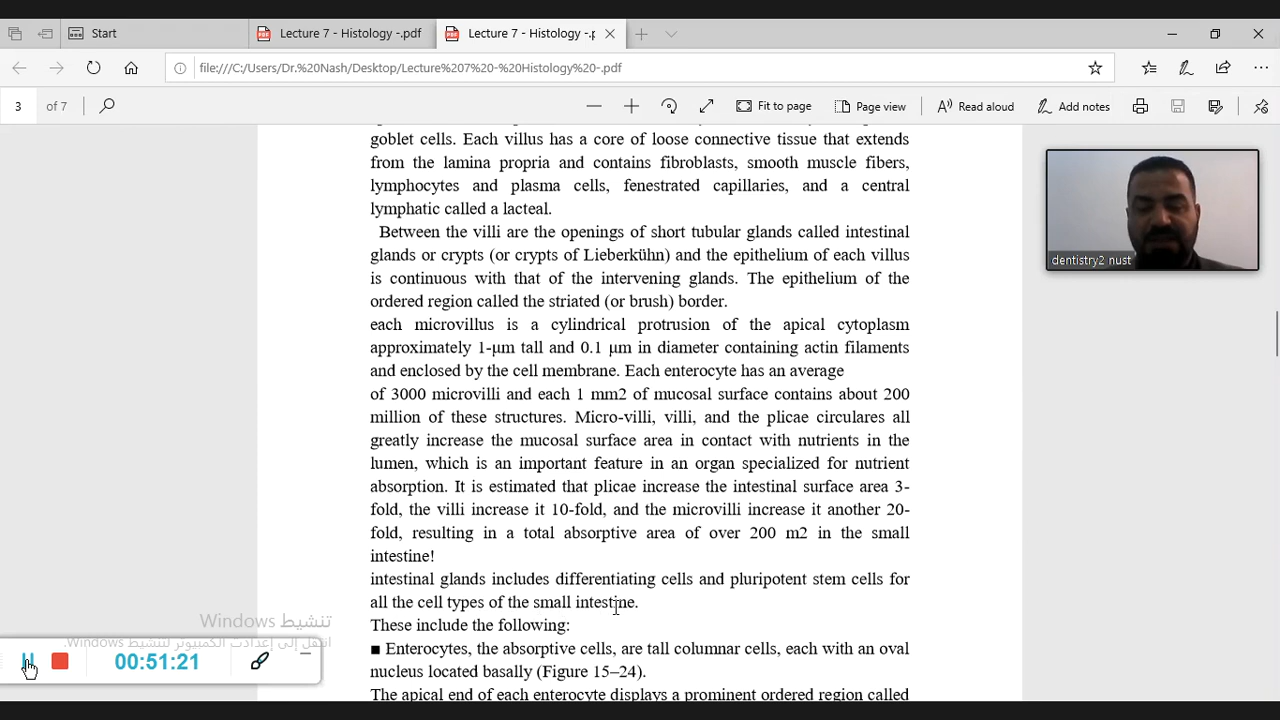 Start
Lecture 7 - Histology -.pdf
Lecture 7 - Histology -.p
file:///C:/Users/Dr.%20Nash/Desktop/Lecture%207%20-%20Histology%20-.pdf
3 of 7
Fit to page
Page view
Read aloud
Add notes
goblet cells. Each villus has a core of loose connective tissue that extends
from the lamina propria and contains fibroblasts, smooth muscle fibers,
lymphocytes and plasma cells, fenestrated capillaries, and a central
lymphatic called a lacteal.
Between the villi are the openings of short tubular glands called intestinal
glands or crypts (or crypts of Lieberkühn) and the epithelium of each villus
is continuous with that of the intervening glands. The epithelium of the
ordered region called the striated (or brush) border.
each microvillus is a cylindrical protrusion of the apical cytoplasm
approximately 1-μm tall and 0.1 μm in diameter containing actin filaments
and enclosed by the cell membrane. Each enterocyte has an average
of 3000 microvilli and each 1 mm2 of mucosal surface contains about 200
million of these structures. Micro-villi, villi, and the plicae circulares all
greatly increase the mucosal surface area in contact with nutrients in the
lumen, which is an important feature in an organ specialized for nutrient
absorption. It is estimated that plicae increase the intestinal surface area 3-
fold, the villi increase it 10-fold, and the microvilli increase it another 20-
fold, resulting in a total absorptive area of over 200 m2 in the small
intestine!
intestinal glands includes differentiating cells and pluripotent stem cells for
all the cell types of the small intestine.
These include the following:
■ Enterocytes, the absorptive cells, are tall columnar cells, each with an oval
nucleus located basally (Figure 15–24).
The apical end of each enterocyte displays a prominent ordered region called
dentistry2 nust
تنشيط Windows
انتقل إلى إعدادات الكمبيوتر لتنشيط Windows.
00:51:21